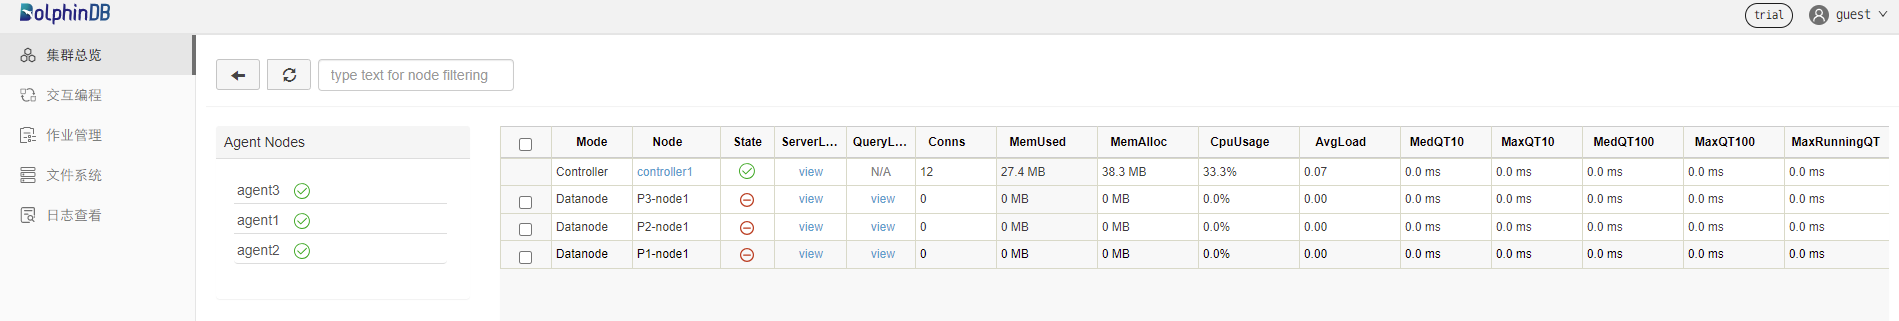 DolphinDB
trial guest
集群总览
交互编程
作业管理
文件系统
日志查看
type text for node filtering
Agent Nodes
agent3
agent1
agent2
Mode Node State ServerL... QueryL... Conns MemUsed MemAlloc CpuUsage AvgLoad MedQT10 MaxQT10 MedQT100 MaxQT100 MaxRunningQT
Controller controller1 view N/A 12 27.4 MB 38.3 MB 33.3% 0.07 0.0 ms 0.0 ms 0.0 ms 0.0 ms 0.0 ms
Datanode P3-node1 view view 0 0 MB 0 MB 0.0% 0.00 0.0 ms 0.0 ms 0.0 ms 0.0 ms 0.0 ms
Datanode P2-node1 view view 0 0 MB 0 MB 0.0% 0.00 0.0 ms 0.0 ms 0.0 ms 0.0 ms 0.0 ms
Datanode P1-node1 view view 0 0 MB 0 MB 0.0% 0.00 0.0 ms 0.0 ms 0.0 ms 0.0 ms 0.0 ms